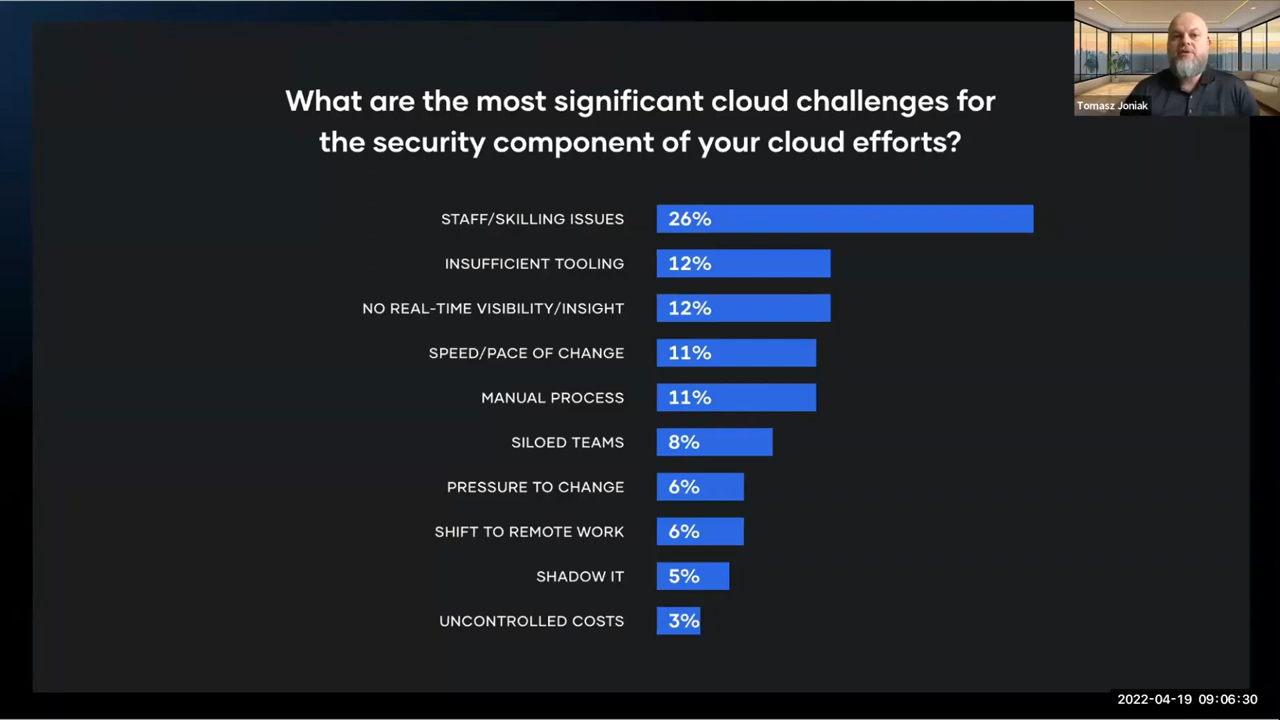 What are the most significant cloud challenges for
the security component of your cloud efforts?
Tomasz Joniak
STAFF/SKILLING ISSUES 26%
INSUFFICIENT TOOLING 12%
NO REAL-TIME VISIBILITY/INSIGHT 12%
SPEED/PACE OF CHANGE 11%
MANUAL PROCESS 11%
SILOED TEAMS 8%
PRESSURE TO CHANGE 6%
SHIFT TO REMOTE WORK 6%
SHADOW IT 5%
UNCONTROLLED COSTS 3%
2022-04-19 09:06:30